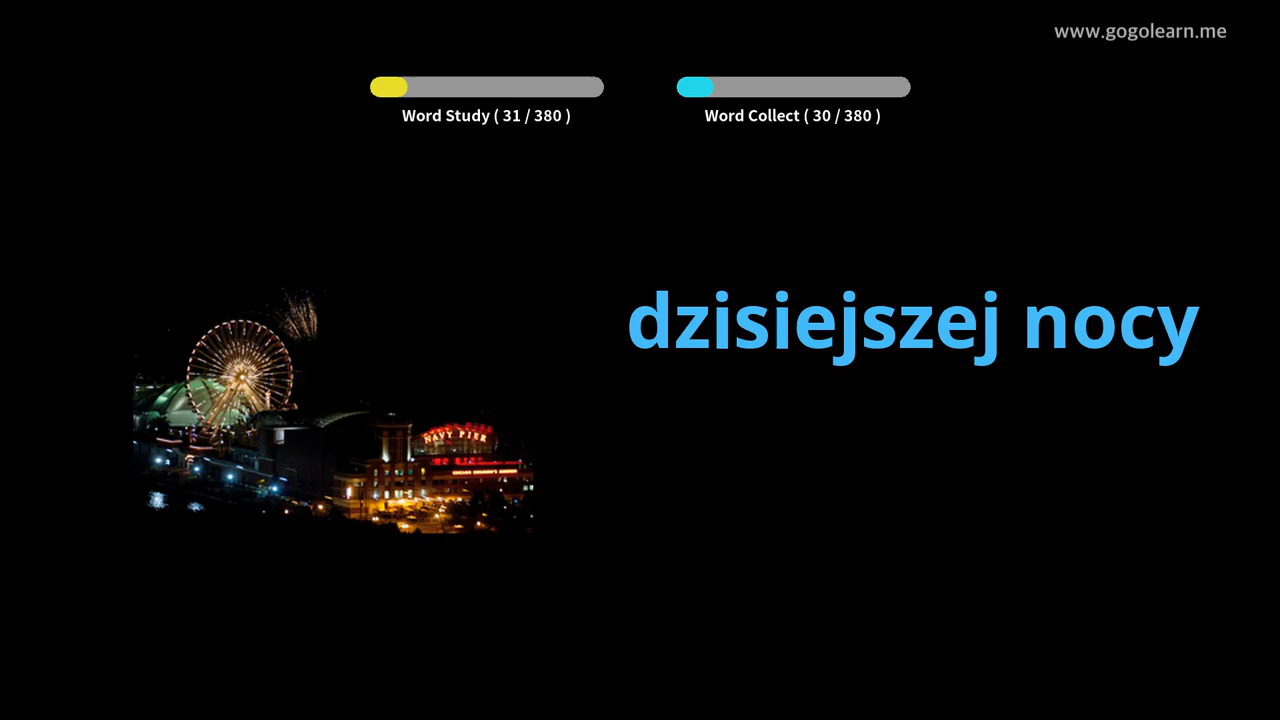 www.gogolearn.me
Word Study ( 31 / 380 )
Word Collect ( 30 / 380 )
dzisiejszej nocy
NAVY PIER